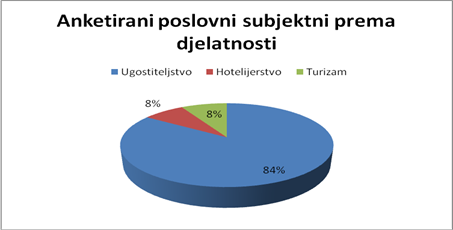 Anketirani poslovni subjektni prema
djelatnosti
Ugostiteljstvo Hotelijerstvo Turizam
8%
8%
84%